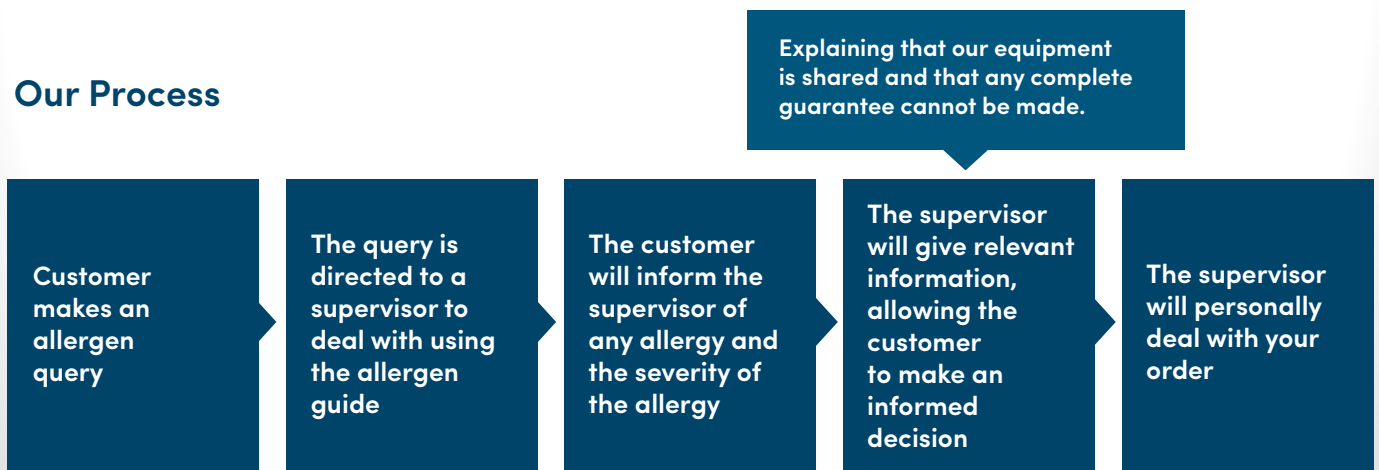 Our Process
Explaining that our equipment
is shared and that any complete
guarantee cannot be made.
Customer
makes an
allergen
query
The query is
directed to a
supervisor to
deal with using
the allergen
guide
The customer
will inform the
supervisor of
any allergy and
the severity of
the allergy
The supervisor
will give relevant
information,
allowing the
customer
to make an
informed
decision
The supervisor
will personally
deal with your
order